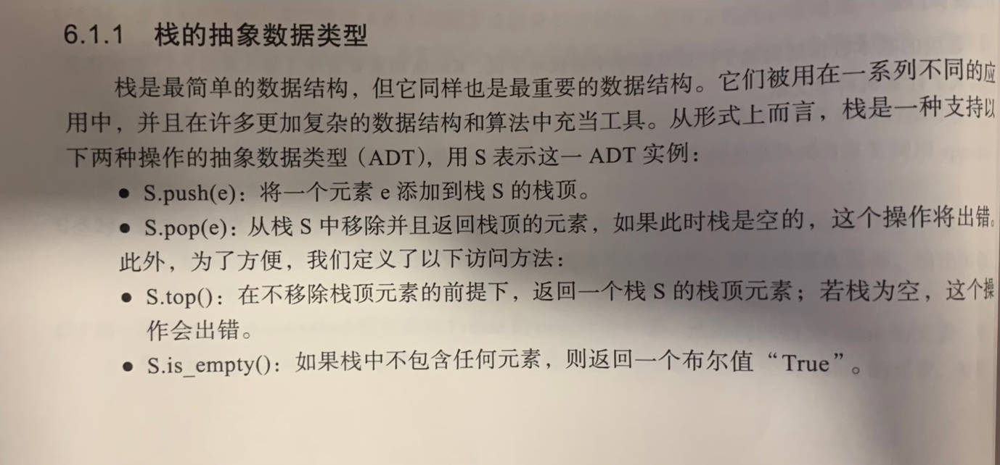 6.1.1 栈的抽象数据类型
栈是最简单的数据结构，但它同样也是最重要的数据结构。它们被用在一系列不同的应
用中，并且在许多更加复杂的数据结构和算法中充当工具。从形式上而言，栈是一种支持以
下两种操作的抽象数据类型（ADT），用 S 表示这一 ADT 实例：
● S.push(e)：将一个元素 e 添加到栈 S 的栈顶。
● S.pop(e)：从栈 S 中移除并且返回栈顶的元素，如果此时栈是空的，这个操作将出错。
此外，为了方便，我们定义了以下访问方法：
● S.top()：在不移除栈顶元素的前提下，返回一个栈 S 的栈顶元素；若栈为空，这个操
作会出错。
● S.is_empty()：如果栈中不包含任何元素，则返回一个布尔值“True”。